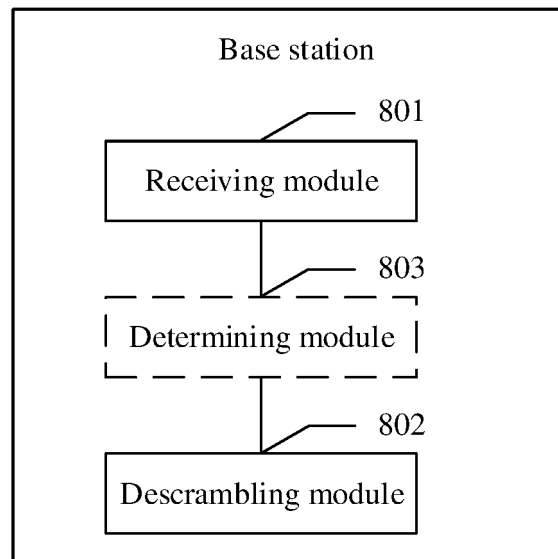 Base station
801
Receiving module
803
Determining module
802
Descrambling module